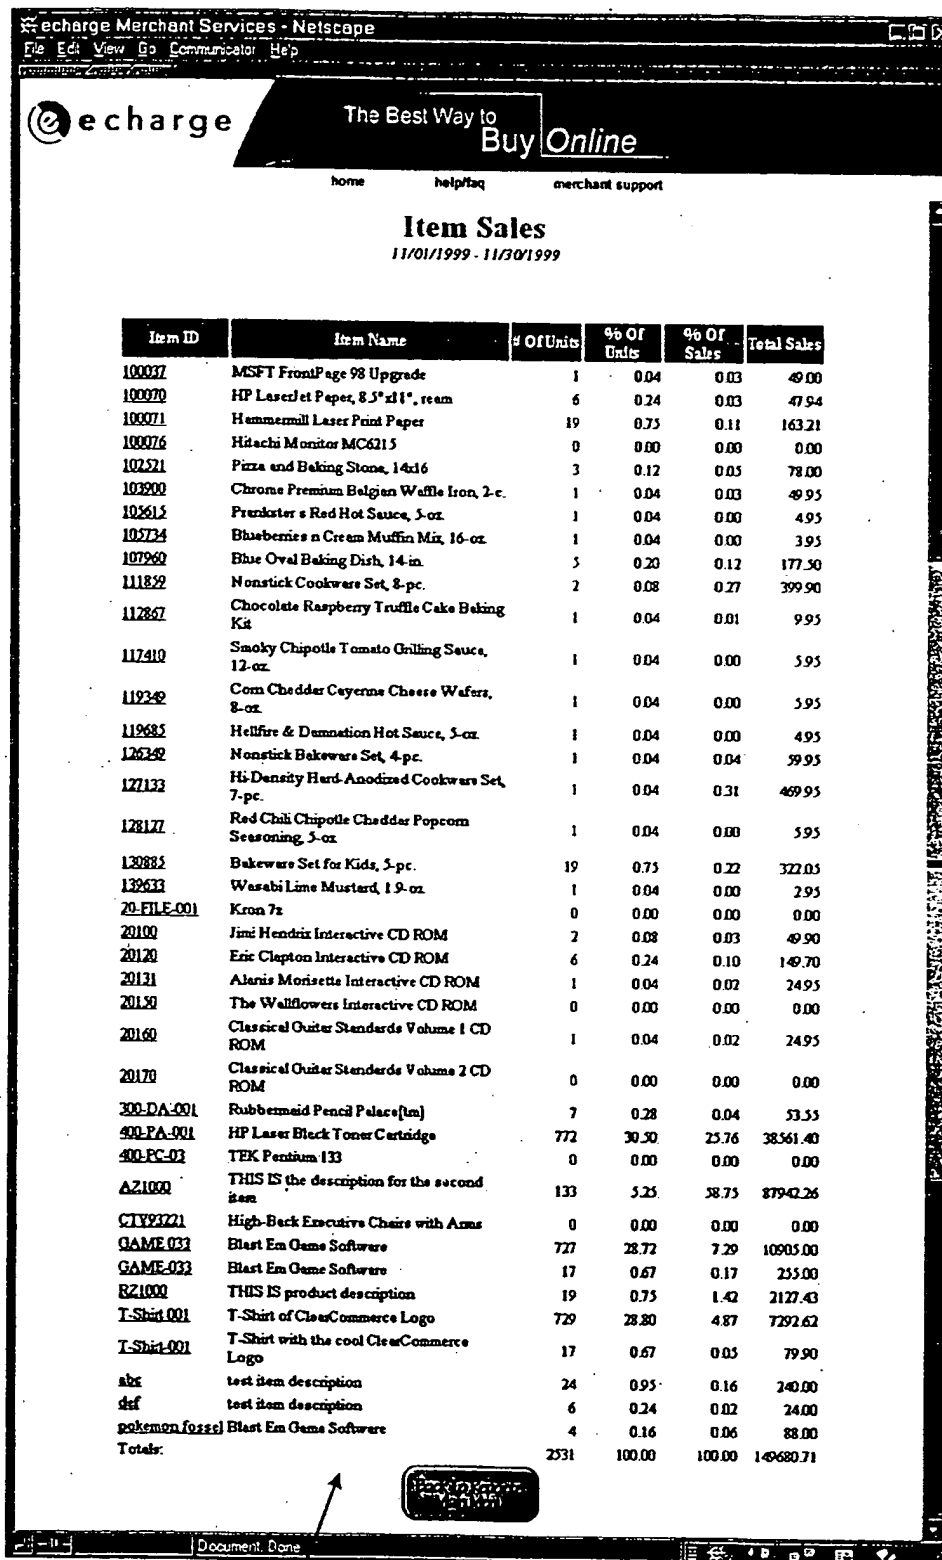 echarge Merchant Services - Netscape
File Edit View Go Communicator Help
echarge
The Best Way to
Buy Online
home help/faq merchant support
Item Sales
11/01/1999 - 11/30/1999
Item ID Item Name # Of Units % Of Units % Of Sales Total Sales
100037 MSFT FrontPage 98 Upgrade 1 0.04 0.03 49.00
100070 HP LaserJet Paper, 8.5"x11", ream 6 0.24 0.03 47.94
100071 Hammermill Laser Print Paper 19 0.75 0.11 163.21
100076 Hitachi Monitor MC6215 0 0.00 0.00 0.00
102521 Pizza and Baking Stone, 14x16 3 0.12 0.05 78.00
103900 Chrome Premium Belgian Waffle Iron, 2-c. 1 0.04 0.03 49.95
105615 Prankster s Red Hot Sauce, 5-oz. 1 0.04 0.00 4.95
105734 Blueberries n Cream Muffin Mix, 16-oz. 1 0.04 0.00 3.95
107960 Blue Oval Baking Dish, 14-in. 5 0.20 0.12 177.50
111859 Nonstick Cookware Set, 8-pc. 2 0.08 0.27 399.90
112867 Chocolate Raspberry Truffle Cake Baking
Kit 1 0.04 0.01 9.95
117410 Smoky Chipotle Tomato Grilling Sauce,
12-oz. 1 0.04 0.00 5.95
119349 Corn Cheddar Cayenne Cheese Wafers,
8-oz. 1 0.04 0.00 5.95
119685 Hellfire & Damnation Hot Sauce, 5-oz. 1 0.04 0.00 4.95
126349 Nonstick Bakeware Set, 4-pc. 1 0.04 0.04 59.95
127133 Hi-Density Hard-Anodized Cookware Set,
7-pc. 1 0.04 0.31 469.95
128127 Red Chili Chipotle Cheddar Popcorn
Seasoning, 5-oz 1 0.04 0.00 5.95
130885 Bakeware Set for Kids, 5-pc. 19 0.75 0.22 322.05
139633 Wasabi Lime Mustard, 1.9-oz. 1 0.04 0.00 2.95
20-FILE-001 Kron 7z 0 0.00 0.00 0.00
20100 Jimi Hendrix Interactive CD ROM 2 0.08 0.03 49.90
20120 Eric Clapton Interactive CD ROM 6 0.24 0.10 149.70
20131 Alanis Morisette Interactive CD ROM 1 0.04 0.02 24.95
20150 The Wallflowers Interactive CD ROM 0 0.00 0.00 0.00
20160 Classical Guitar Standards Volume 1 CD
ROM 1 0.04 0.02 24.95
20170 Classical Guitar Standards Volume 2 CD
ROM 0 0.00 0.00 0.00
300-DA-001 Rubbermaid Pencil Palace[tm] 7 0.28 0.04 53.55
400-PA-001 HP Laser Black Toner Cartridge 772 30.50 25.76 38561.40
400-PC-03 TEK Pentium 133 0 0.00 0.00 0.00
AZ1000 THIS IS the description for the second
item 133 5.25 58.75 87942.26
CTY93221 High-Back Executive Chairs with Arms 0 0.00 0.00 0.00
GAME 033 Blast Em Game Software 727 28.72 7.29 10905.00
GAME-033 Blast Em Game Software 17 0.67 0.17 255.00
RZ1000 THIS IS product description 19 0.75 1.42 2127.43
T-Shirt 001 T-Shirt of ClearCommerce Logo 729 28.80 4.87 7292.62
T-Shirt-001 T-Shirt with the cool ClearCommerce
Logo 17 0.67 0.05 79.90
abc test item description 24 0.95 0.16 240.00
def test item description 6 0.24 0.02 24.00
pokemon fossel Blast Em Game Software 4 0.16 0.06 88.00
Totals: 2531 100.00 100.00 149680.71
Document: Done